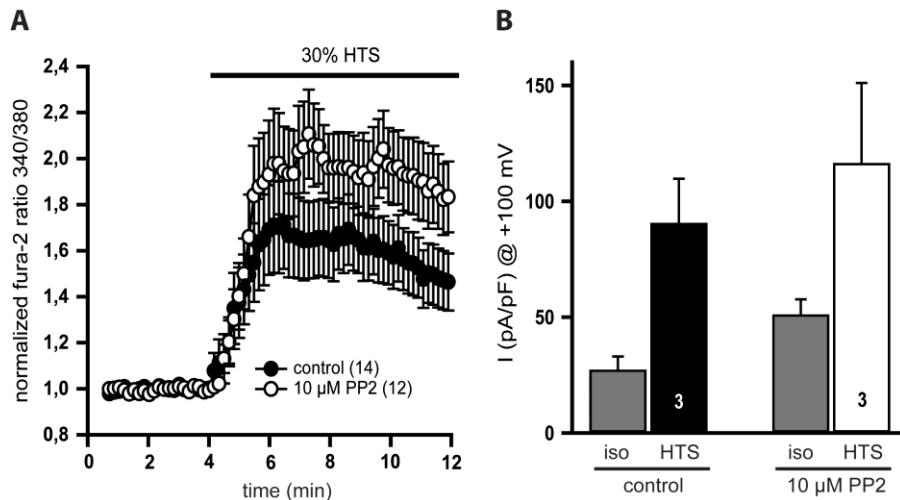 A
30% HTS
normalized fura-2 ratio 340/380
2,4
2,2
2,0
1,8
1,6
1,4
1,2
1,0
0,8
control (14)
10 µM PP2 (12)
0 2 4 6 8 10 12
time (min)
B
I (pA/pF) @ +100 mV
150
100
50
0
3 3
iso HTS iso HTS
control 10 µM PP2